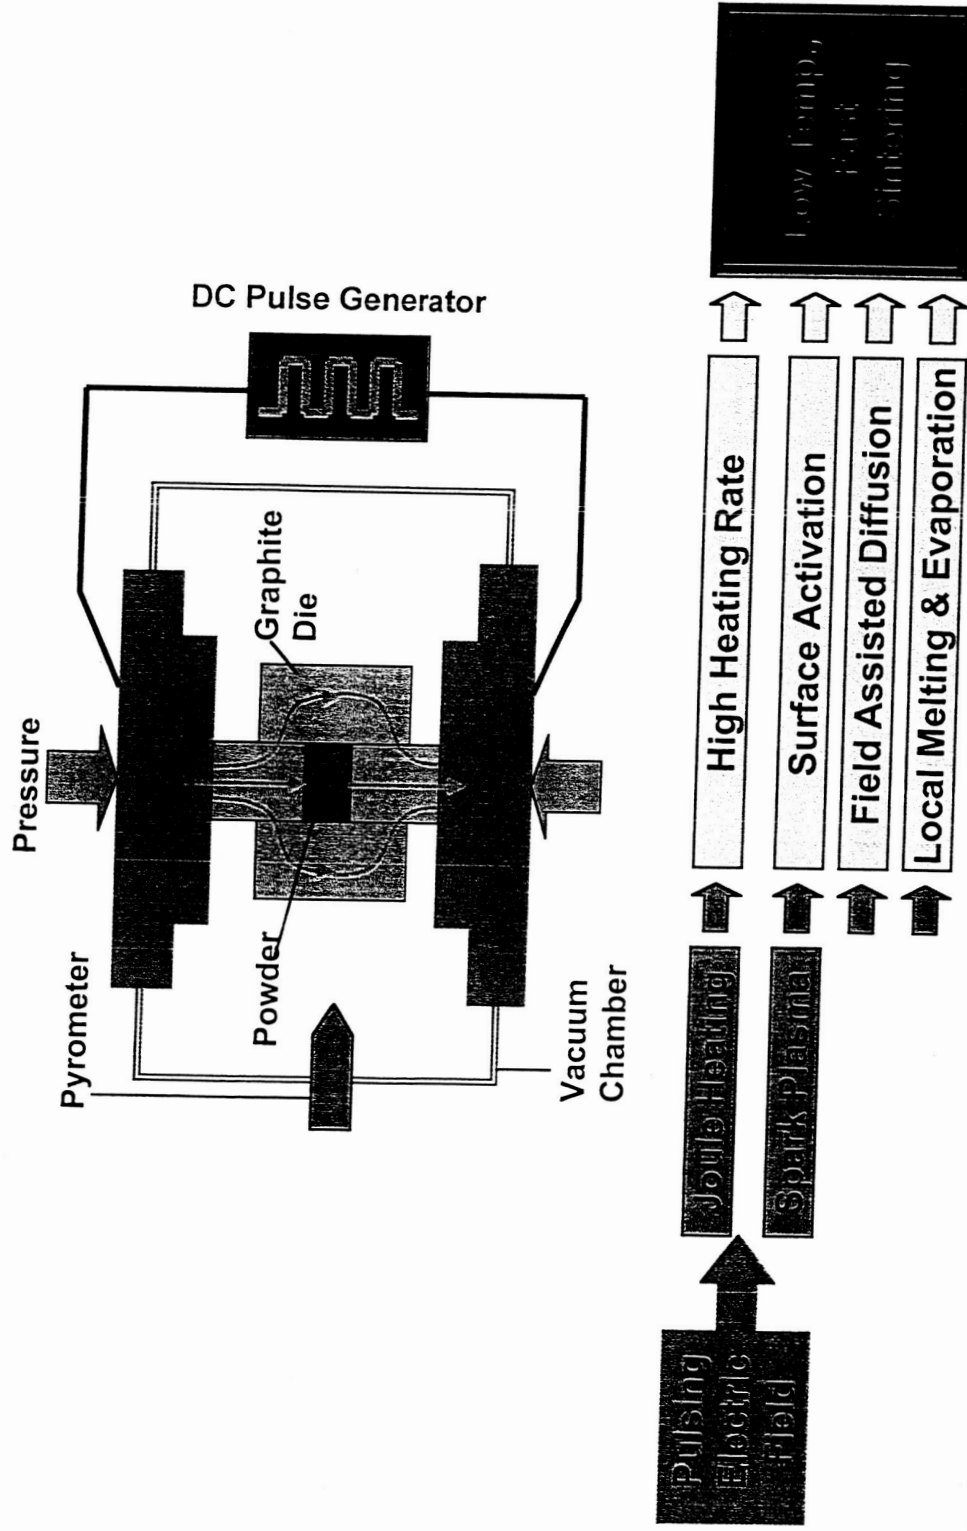 DC Pulse Generator
Pressure
Graphite
Die
Pyrometer
Powder
Vacuum
Chamber
Pulsing
Electric
Field
Joule Heating
Spark Plasma
High Heating Rate
Surface Activation
Field Assisted Diffusion
Local Melting & Evaporation
Low Temp,
Fast
Sintering